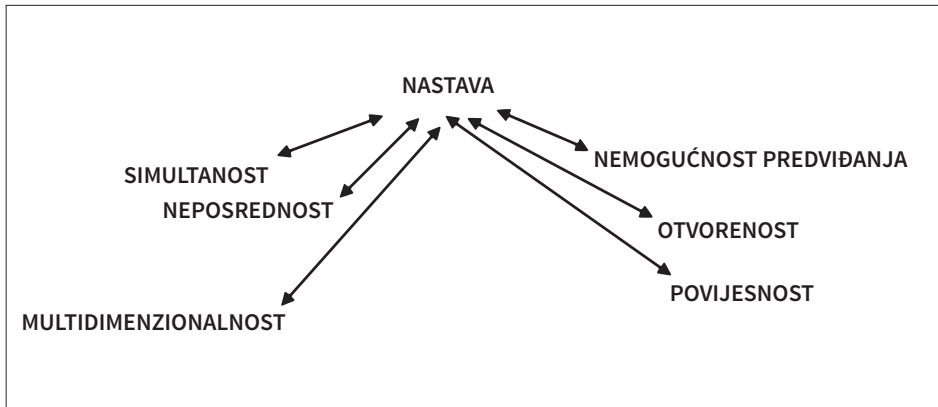 NASTAVA
SIMULTANOST
NEPOSREDNOST
MULTIDIMENZIONALNOST
NEMOGUĆNOST PREDVIĐANJA
OTVORENOST
POVIJESNOST